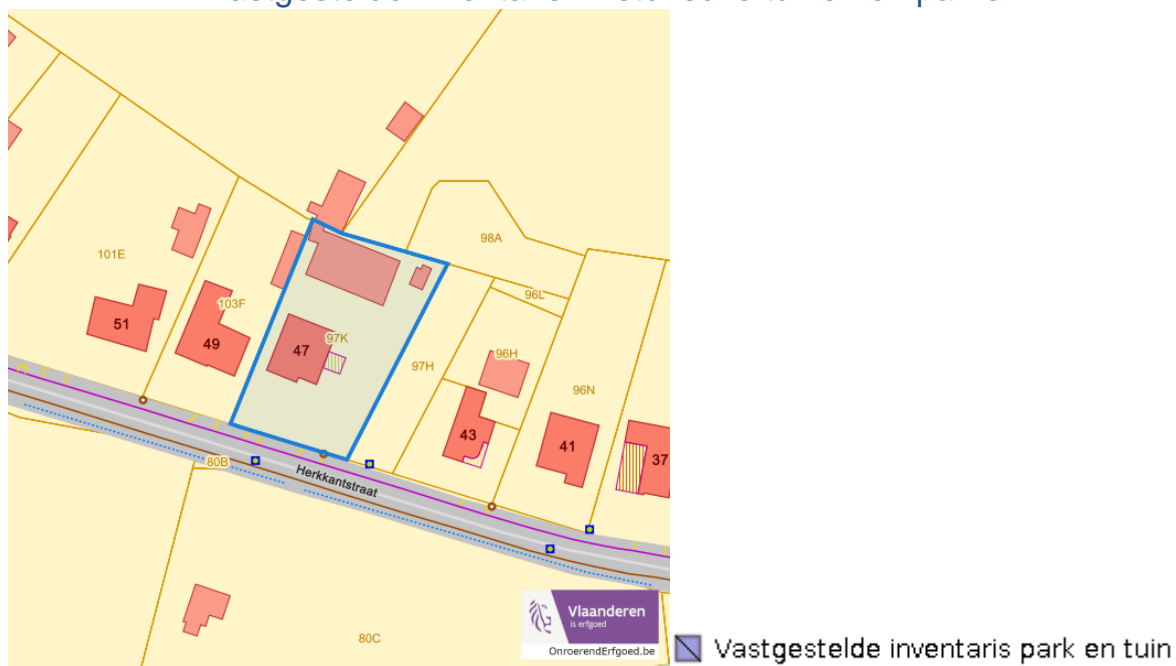 98A
101E
96L
103F
51
97K
49
47
96H
97H
96N
43
41
37
80B
Herkkantstraat
Vlaanderen
is erfgoed
80C
OnroerendErfgoed.be
Vastgestelde inventaris park en tuin